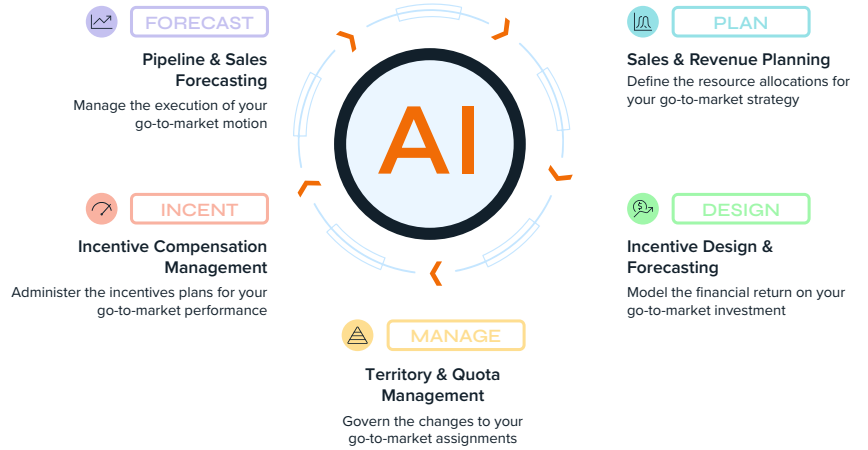 FORECAST
Pipeline & Sales
Forecasting
Manage the execution of your
go-to-market motion
PLAN
Sales & Revenue Planning
Define the resource allocations for
your go-to-market strategy
AI
INCENT
Incentive Compensation
Management
Administer the incentives plans for your
go-to-market performance
DESIGN
Incentive Design &
Forecasting
Model the financial return on your
go-to-market investment
MANAGE
Territory & Quota
Management
Govern the changes to your
go-to-market assignments